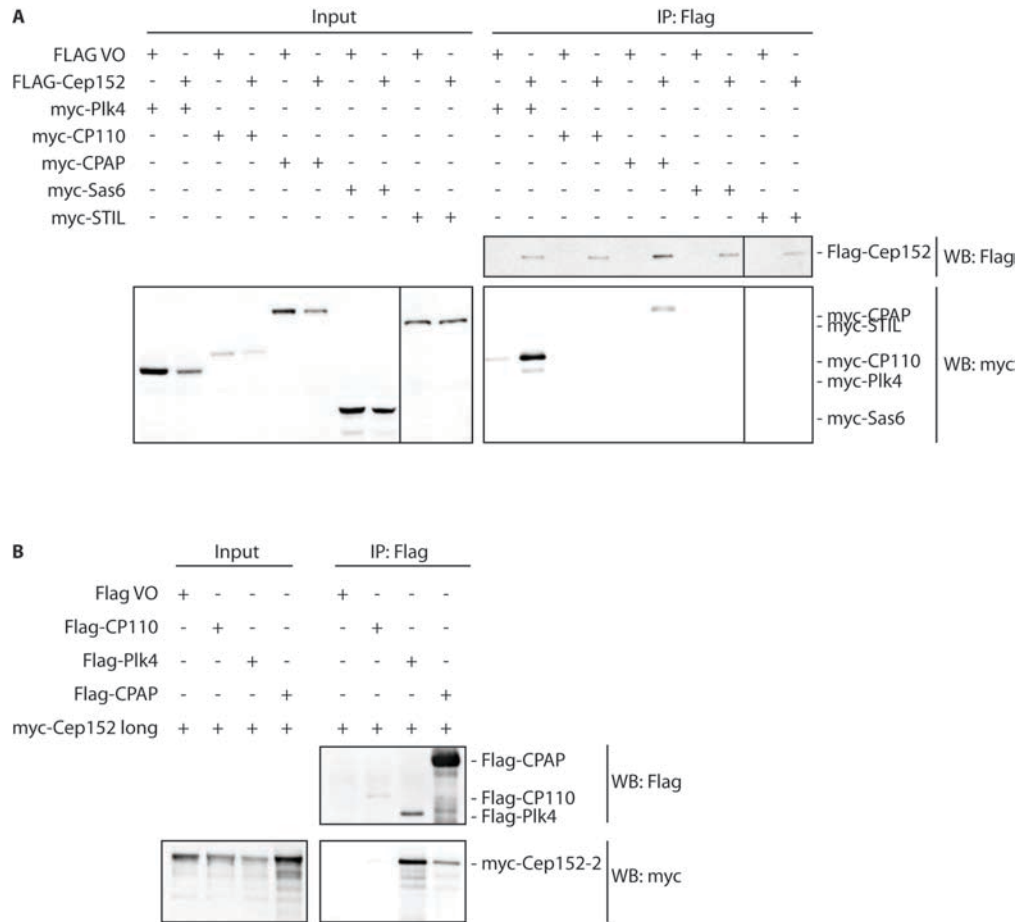 A
Input IP: Flag
FLAG VO + - + - + - + - + - + - + - + - + - + -
FLAG-Cep152 - + - + - + - + - + - + - + - + - + - +
myc-Plk4 + + - - - - - - - - + + - - - - - - - -
myc-CP110 - - + + - - - - - - - - + + - - - - - -
myc-CPAP - - - - + + - - - - - - - - + + - - - -
myc-Sas6 - - - - - - + + - - - - - - - - + + - -
myc-STIL - - - - - - - - + + - - - - - - - - + +
- Flag-Cep152 WB: Flag
- myc-CPAP
- myc-STIL
- myc-CP110 WB: myc
- myc-Plk4
- myc-Sas6
B
Input IP: Flag
Flag VO + - - - + - - -
Flag-CP110 - + - - - + - -
Flag-Plk4 - - + - - - + -
Flag-CPAP - - - + - - - +
myc-Cep152 long + + + + + + + +
- Flag-CPAP
WB: Flag
- Flag-CP110
- Flag-Plk4
- myc-Cep152-2
WB: myc